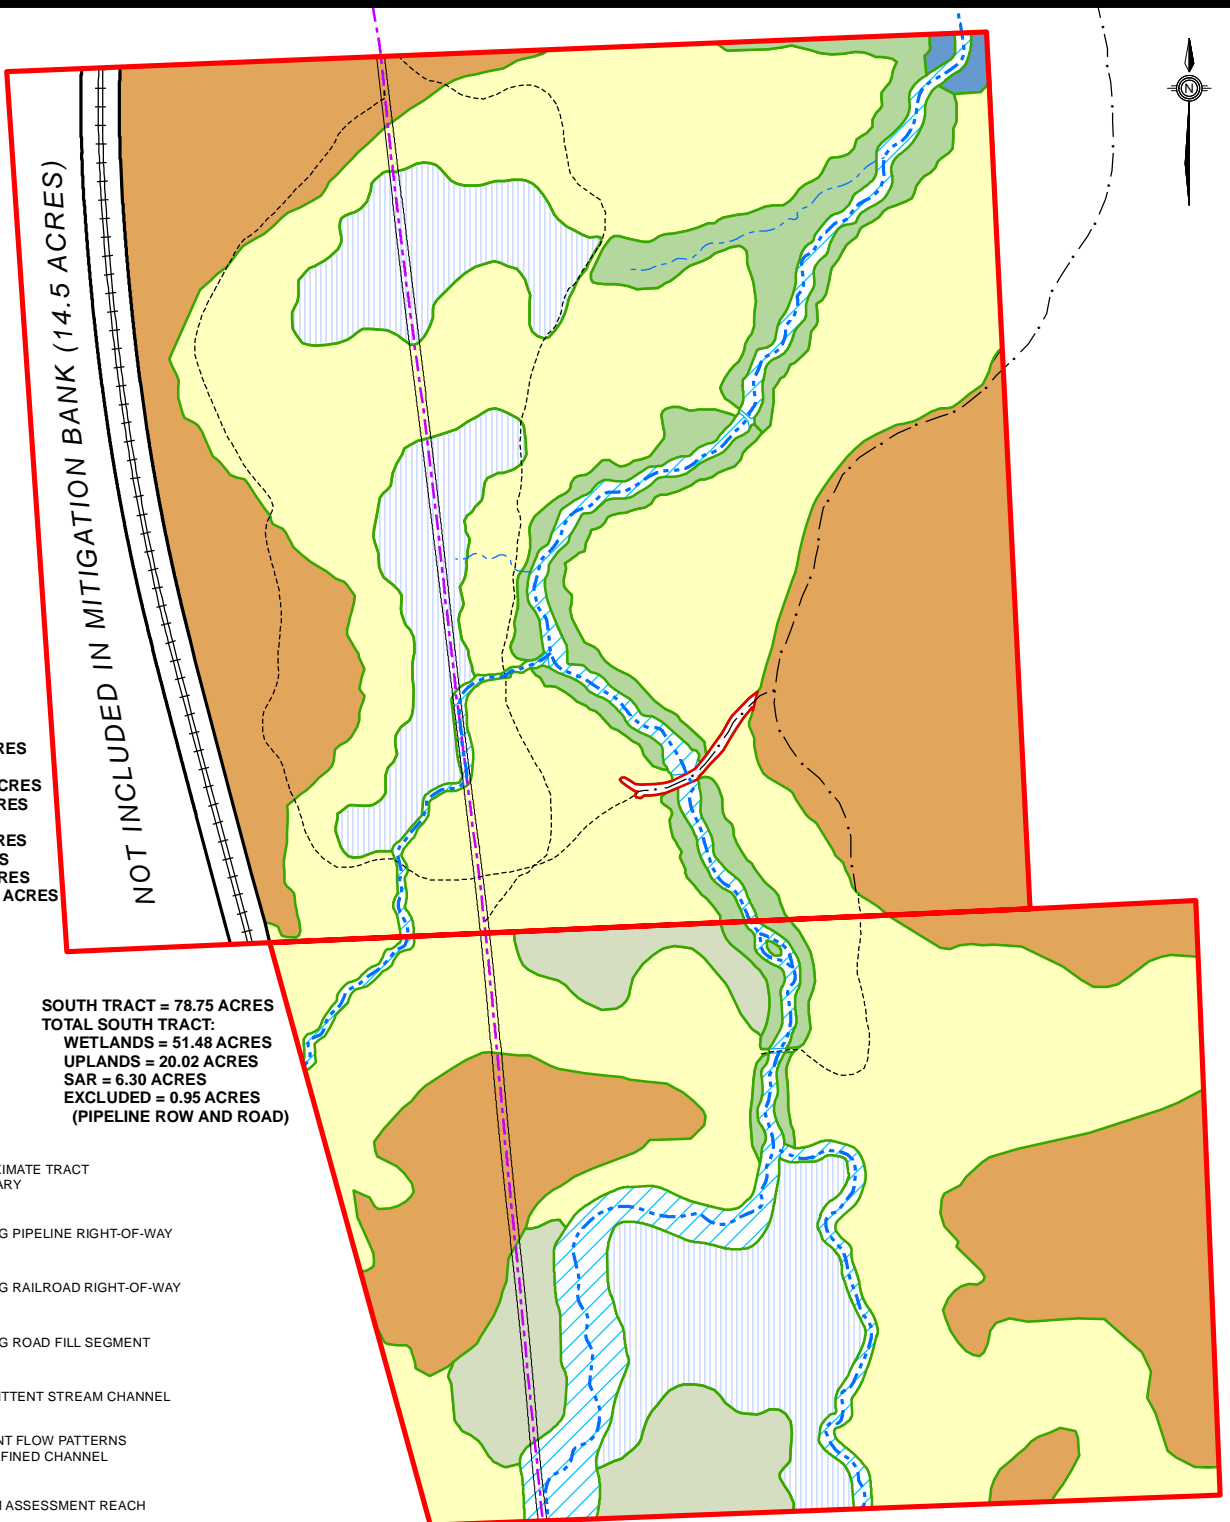 N
NOT INCLUDED IN MITIGATION BANK (14.5 ACRES)
RES
CRES
RES
RES
S
RES
ACRES
SOUTH TRACT = 78.75 ACRES
TOTAL SOUTH TRACT:
WETLANDS = 51.48 ACRES
UPLANDS = 20.02 ACRES
SAR = 6.30 ACRES
EXCLUDED = 0.95 ACRES
(PIPELINE ROW AND ROAD)
XIMATE TRACT
ARY
G PIPELINE RIGHT-OF-WAY
G RAILROAD RIGHT-OF-WAY
G ROAD FILL SEGMENT
ITTENT STREAM CHANNEL
NT FLOW PATTERNS
FINED CHANNEL
ASSESSMENT REACH